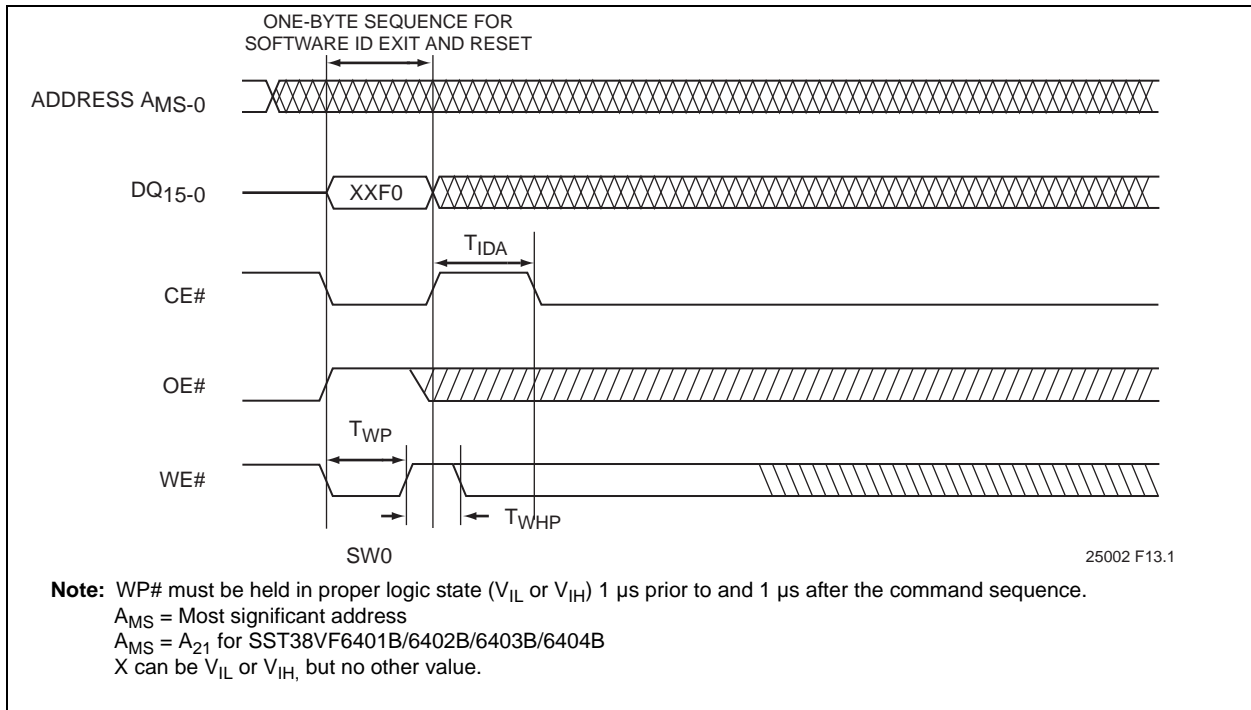 ONE-BYTE SEQUENCE FOR
SOFTWARE ID EXIT AND RESET
ADDRESS AMS-0
DQ15-0
XXF0
TIDA
CE#
OE#
TWP
WE#
TWHP
SW0
25002 F13.1
Note: WP# must be held in proper logic state (VIL or VIH) 1 µs prior to and 1 µs after the command sequence.
AMS = Most significant address
AMS = A21 for SST38VF6401B/6402B/6403B/6404B
X can be VIL or VIH, but no other value.